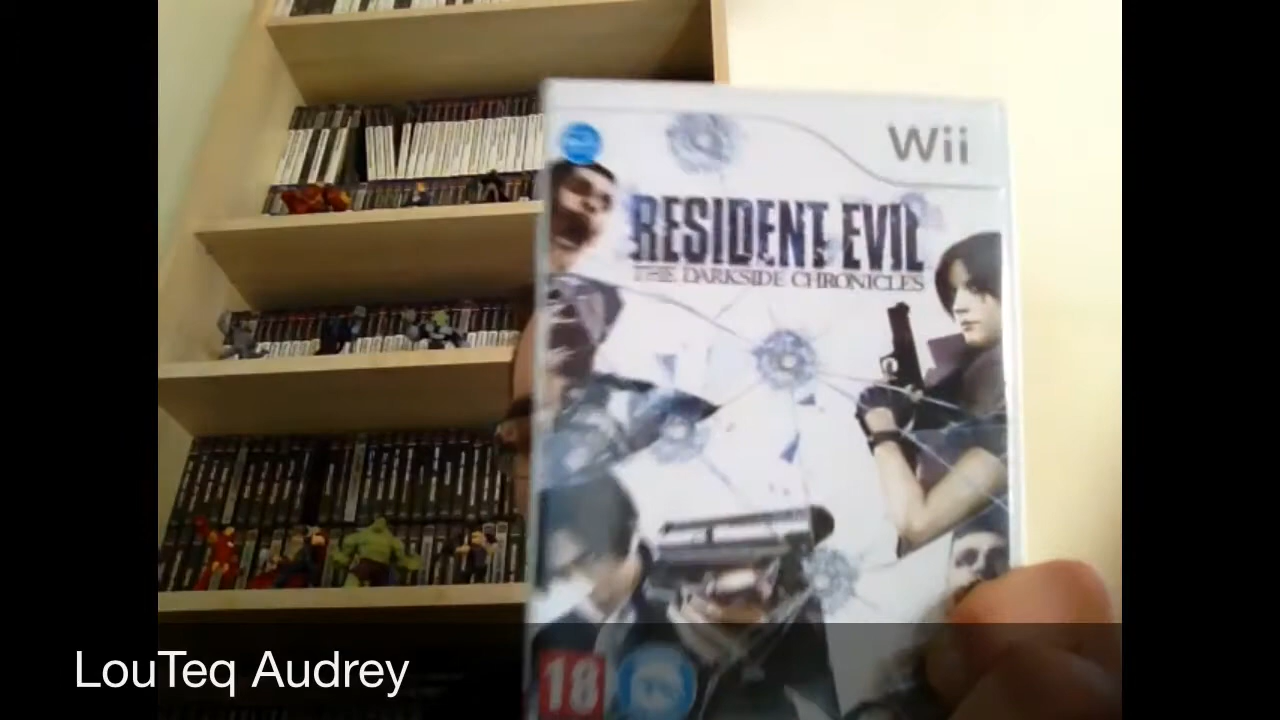 Wii
RESIDENT EVIL
THE DARKSIDE CHRONICLES
18
LouTeq Audrey